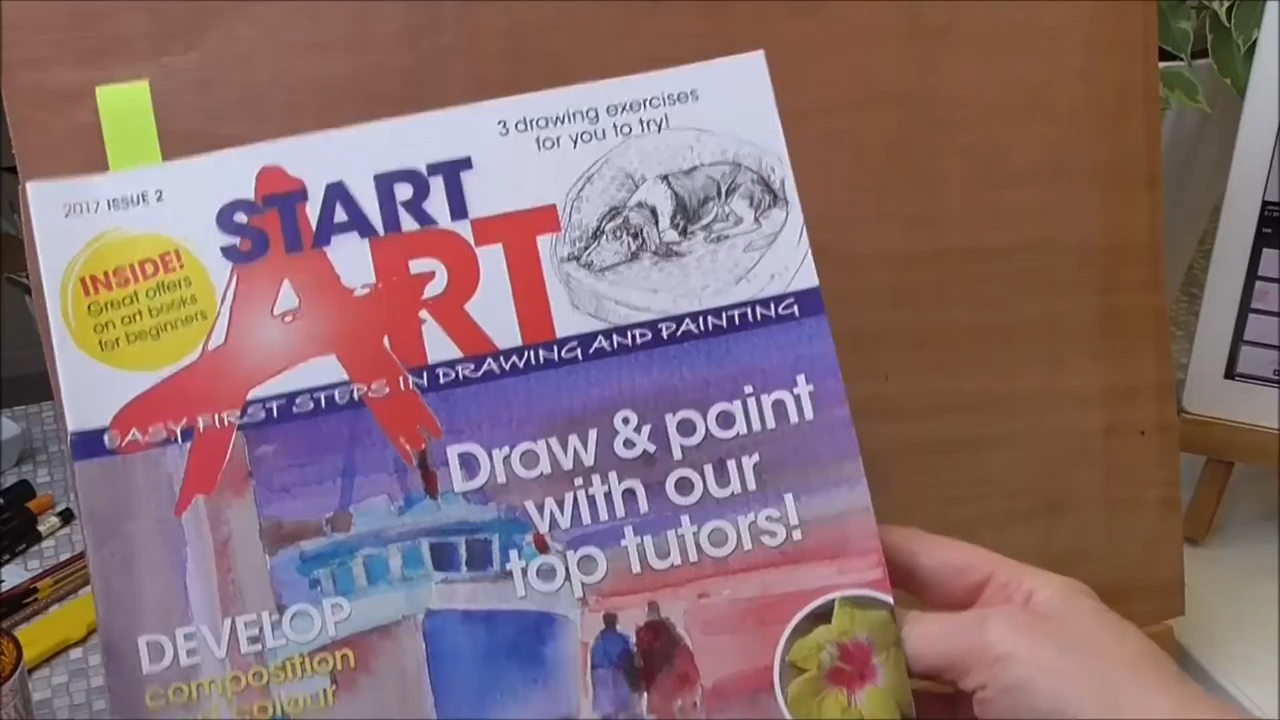 3 drawing exercises
for you to try!
2017 ISSUE 2
START
ART
INSIDE!
Great offers
on art books
for beginners
EASY FIRST STEPS IN DRAWING AND PAINTING
Draw & paint
with our
top tutors!
DEVELOP
composition
colour